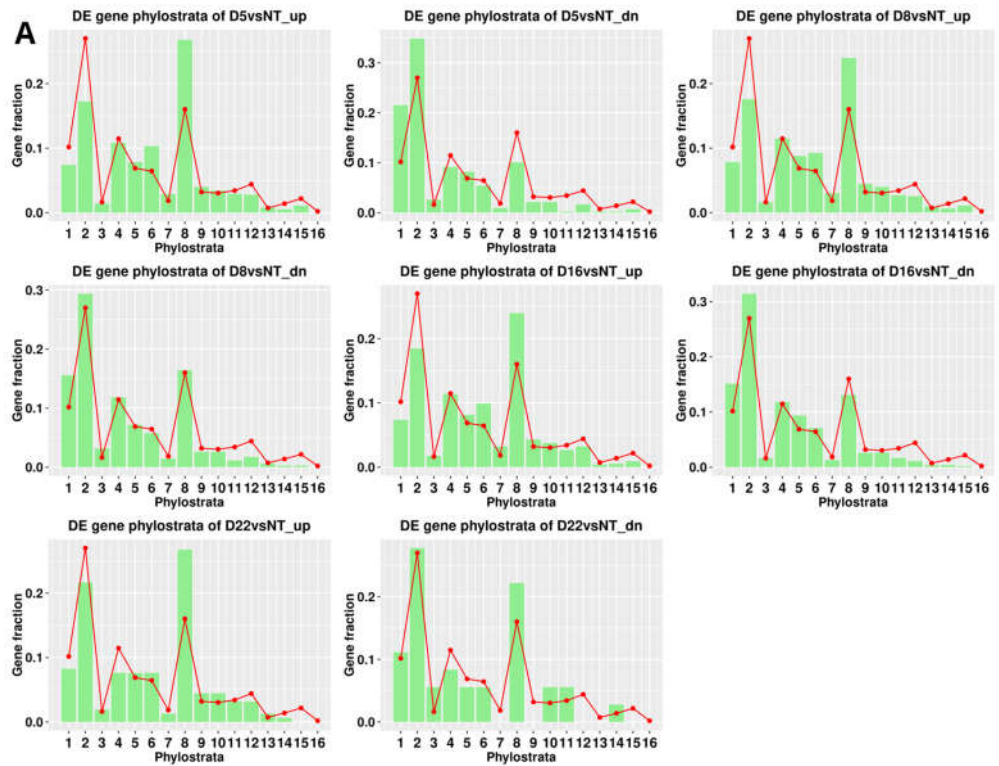 A
DE gene phylostrata of D5vsNT_up
Gene fraction
0.2
0.1
0.0
1 2 3 4 5 6 7 8 9 10 11 12 13 14 15 16
Phylostrata
DE gene phylostrata of D5vsNT_dn
Gene fraction
0.3
0.2
0.1
0.0
1 2 3 4 5 6 7 8 9 10 11 12 13 14 15 16
Phylostrata
DE gene phylostrata of D8vsNT_up
Gene fraction
0.2
0.1
0.0
1 2 3 4 5 6 7 8 9 10 11 12 13 14 15 16
Phylostrata
DE gene phylostrata of D8vsNT_dn
Gene fraction
0.3
0.2
0.1
0.0
1 2 3 4 5 6 7 8 9 10 11 12 13 14 15 16
Phylostrata
DE gene phylostrata of D16vsNT_up
Gene fraction
0.2
0.1
0.0
1 2 3 4 5 6 7 8 9 10 11 12 13 14 15 16
Phylostrata
DE gene phylostrata of D16vsNT_dn
Gene fraction
0.3
0.2
0.1
0.0
1 2 3 4 5 6 7 8 9 10 11 12 13 14 15 16
Phylostrata
DE gene phylostrata of D22vsNT_up
Gene fraction
0.2
0.1
0.0
1 2 3 4 5 6 7 8 9 10 11 12 13 14 15 16
Phylostrata
DE gene phylostrata of D22vsNT_dn
Gene fraction
0.2
0.1
0.0
1 2 3 4 5 6 7 8 9 10 11 12 13 14 15 16
Phylostrata